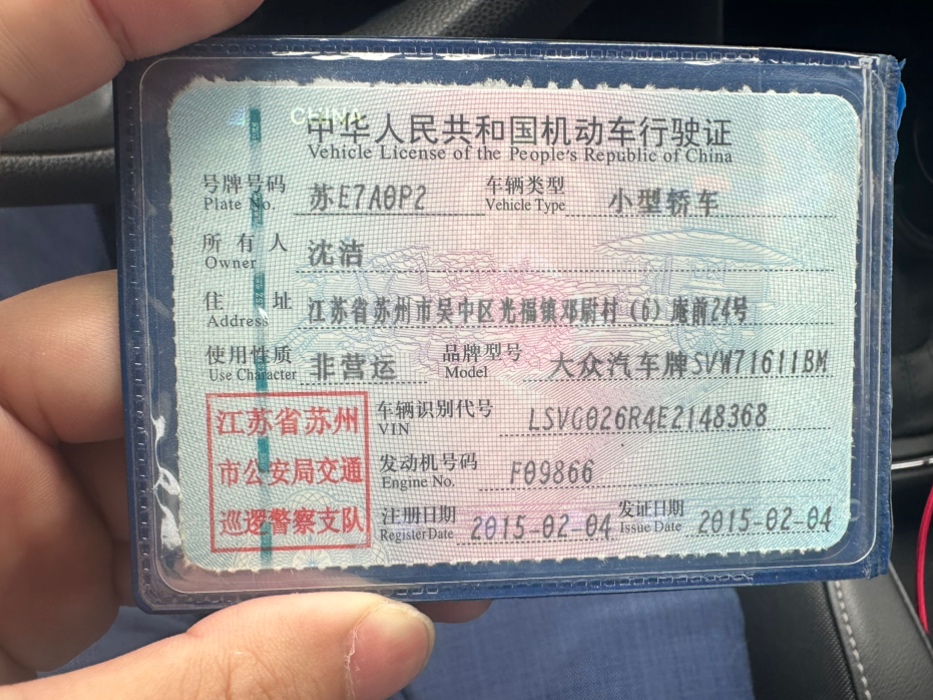 CHINA
中华人民共和国机动车行驶证
Vehicle License of the People's Republic of China
号牌号码 苏E7A0P2 车辆类型 小型轿车
Plate No. Vehicle Type
所有人 沈洁
Owner
住址 江苏省苏州市吴中区光福镇邓尉村(6)庵前24号
Address
使用性质 非营运 品牌型号 大众汽车牌SVW71611BM
Use Character Model
江苏省苏州 车辆识别代号 LSVG026R4E2148368
VIN
市公安局交通 发动机号码 F09866
Engine No.
巡逻警察支队 注册日期 2015-02-04 发证日期 2015-02-04
Register Date Issue Date